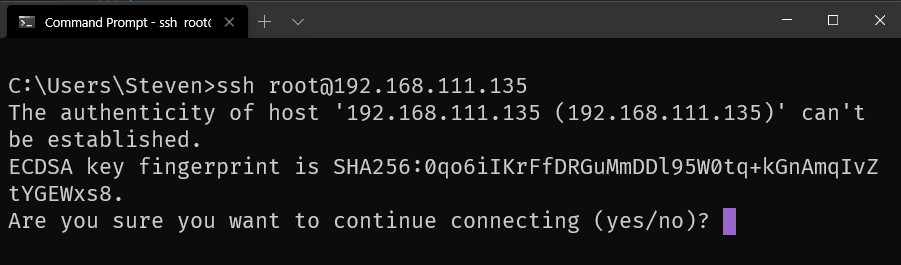 Command Prompt - ssh root@
C:\Users\Steven>ssh root@192.168.111.135
The authenticity of host '192.168.111.135 (192.168.111.135)' can't
be established.
ECDSA key fingerprint is SHA256:0qo6iIKrFfDRGuMmDDl95W0tq+kGnAmqIvZ
tYGEWxs8.
Are you sure you want to continue connecting (yes/no)?